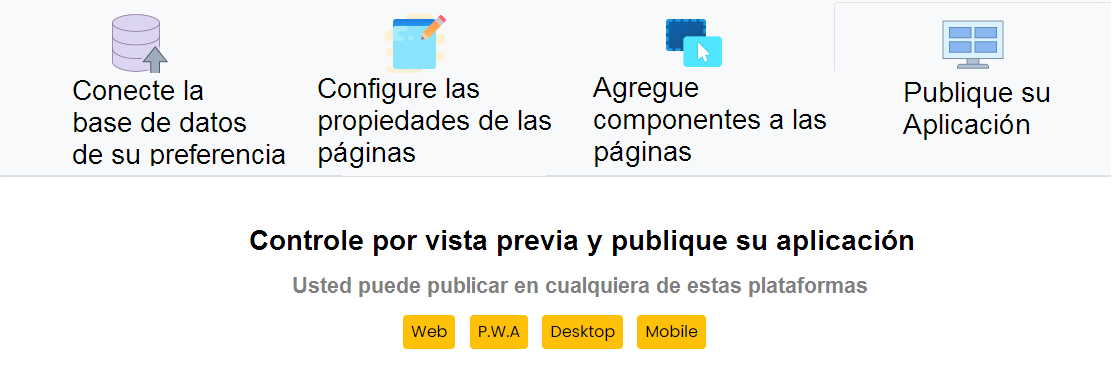 Conecte la
base de datos
de su preferencia
Configure las
propiedades de las
páginas
Agregue
componentes a las
páginas
Publique su
Aplicación
Controle por vista previa y publique su aplicación
Usted puede publicar en cualquiera de estas plataformas
Web P.W.A Desktop Mobile